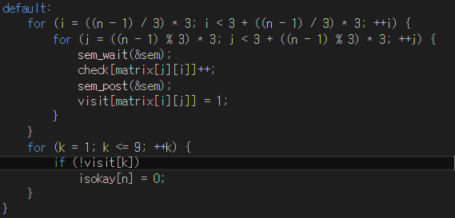 default:
for (i = ((n - 1) / 3) * 3; i < 3 + ((n - 1) / 3) * 3; ++i) {
for (j = ((n - 1) % 3) * 3; j < 3 + ((n - 1) % 3) * 3; ++j) {
sem_wait(&sem);
check[matrix[j][i]]++;
sem_post(&sem);
visit[matrix[i][j]] = 1;
}
}
for (k = 1; k <= 9; ++k) {
if (!visit[k])
isokay[n] = 0;
}
}